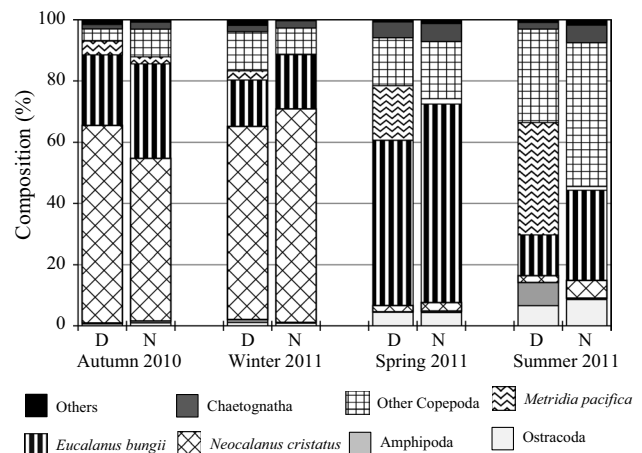 100
80
60
40
20
0
Composition (%)
D N D N D N D N
Autumn 2010 Winter 2011 Spring 2011 Summer 2011
Others Chaetognatha Other Copepoda Metridia pacifica
Eucalanus bungii Neocalanus cristatus Amphipoda Ostracoda